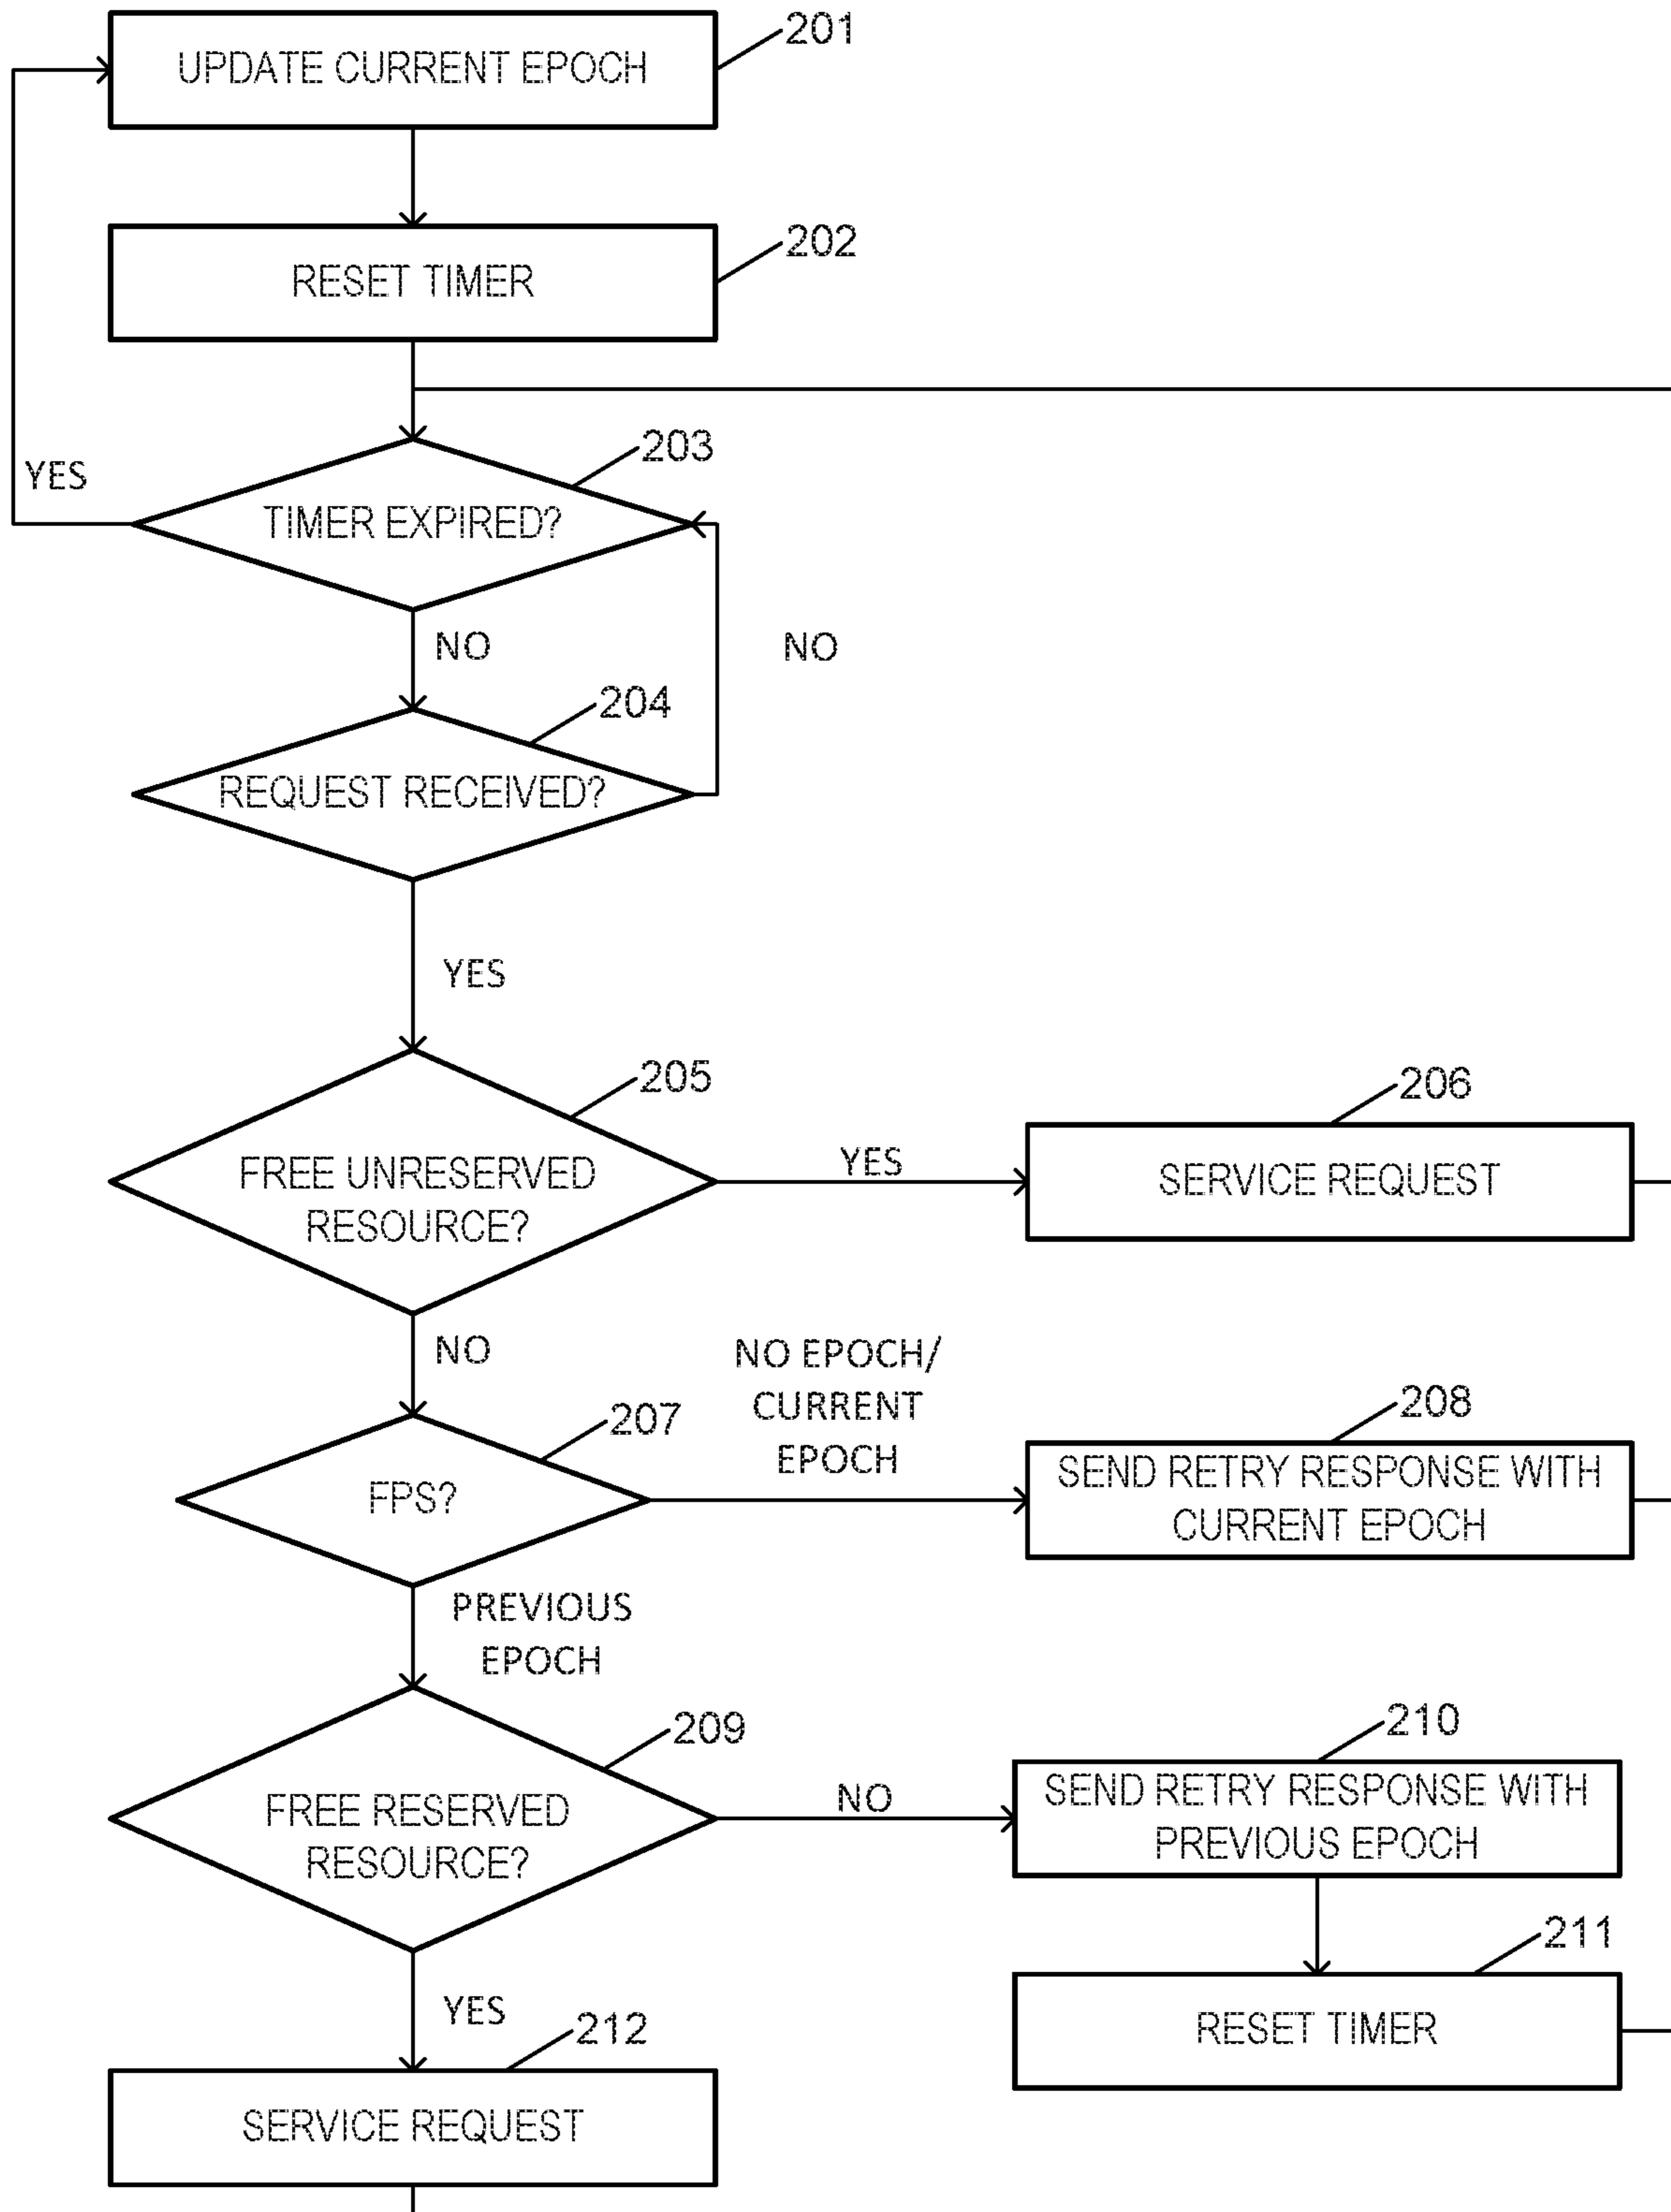 201
UPDATE CURRENT EPOCH
202
RESET TIMER
203
YES
TIMER EXPIRED?
NO
NO
204
REQUEST RECEIVED?
YES
205
206
FREE UNRESERVED
RESOURCE?
YES
SERVICE REQUEST
NO
NO EPOCH/
CURRENT
EPOCH
207
208
FPS?
SEND RETRY RESPONSE WITH
CURRENT EPOCH
PREVIOUS
EPOCH
209
210
FREE RESERVED
RESOURCE?
NO
SEND RETRY RESPONSE WITH
PREVIOUS EPOCH
211
YES
RESET TIMER
212
SERVICE REQUEST